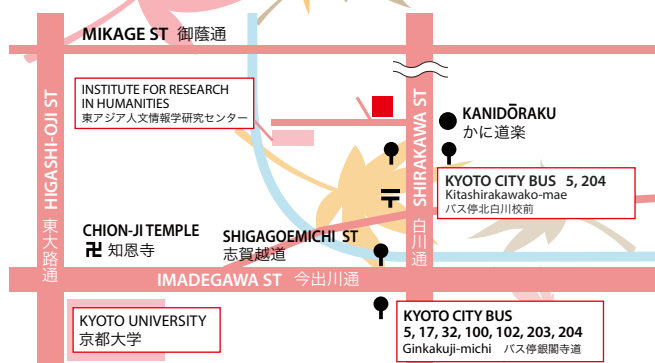 MIKAGE ST 御蔭通
INSTITUTE FOR RESEARCH
IN HUMANITIES
東アジア人文情報学研究センター
HIGASHI-OJI ST 東大路通
SHIRAKAWA ST 白川通
KANIDŌRAKU
かに道楽
KYOTO CITY BUS 5, 204
Kitashirakawako-mae
バス停北白川校前
CHION-JI TEMPLE
卍 知恩寺
SHIGAGOEMICHI ST
志賀越道
〒
IMADEGAWA ST 今出川通
KYOTO UNIVERSITY
京都大学
KYOTO CITY BUS
5, 17, 32, 100, 102, 203, 204
Ginkakuji-michi バス停銀閣寺道